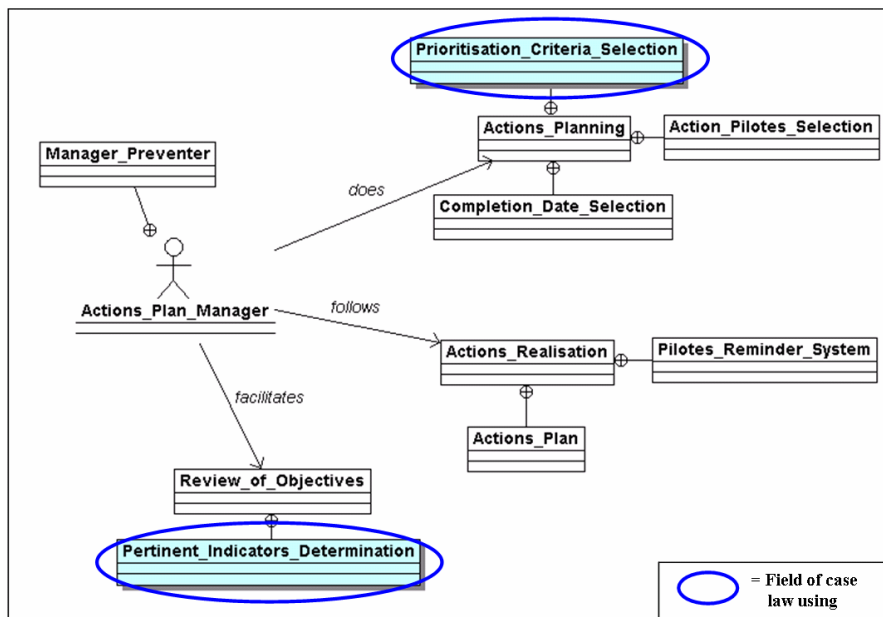 Prioritisation_Criteria_Selection
Actions_Planning
Action_Pilotes_Selection
Manager_Preventer
does
Completion_Date_Selection
Actions_Plan_Manager
follows
Actions_Realisation
Pilotes_Reminder_System
facilitates
Actions_Plan
Review_of_Objectives
Pertinent_Indicators_Determination
= Field of case
law using